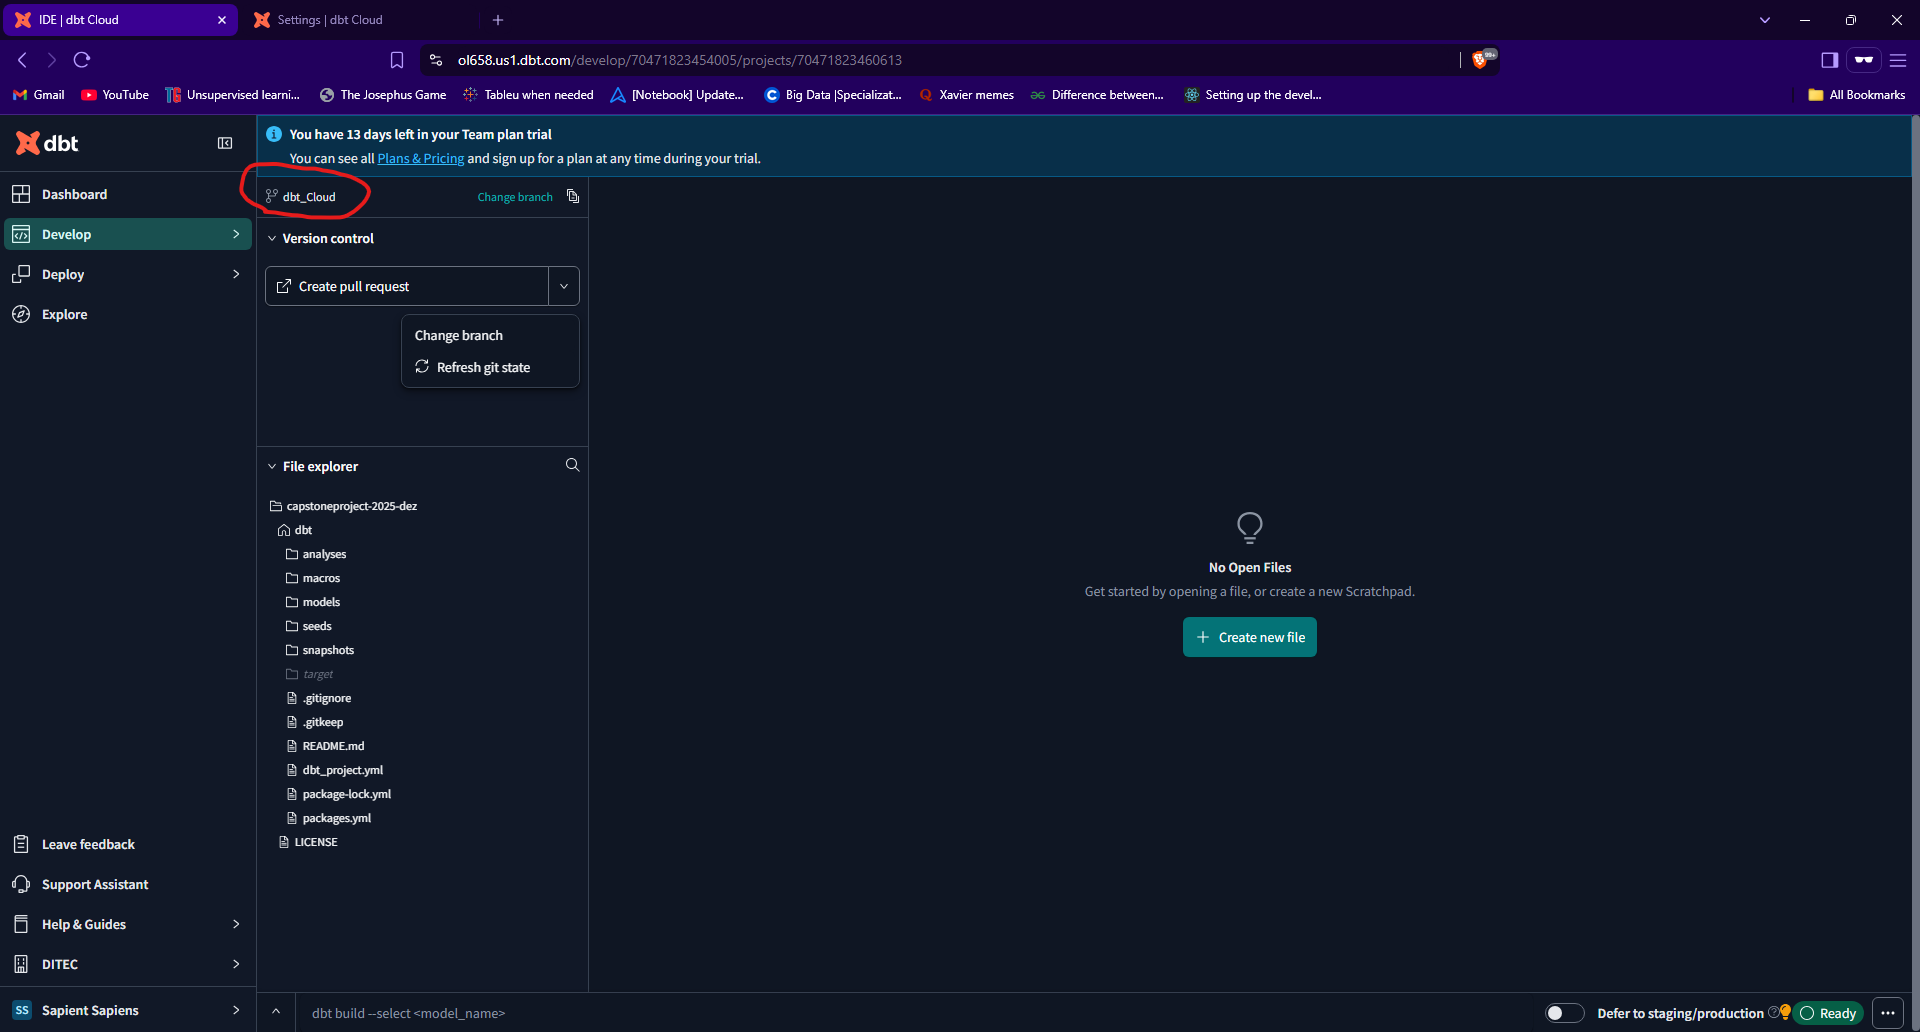 IDE | dbt Cloud
Settings | dbt Cloud
ol658.us1.dbt.com/develop/70471823454005/projects/70471823460613
99+
Gmail
YouTube
Unsupervised learni...
The Josephus Game
Tableu when needed
[Notebook] Update...
Big Data |Specializat...
Xavier memes
Difference between...
Setting up the devel...
All Bookmarks
dbt
You have 13 days left in your Team plan trial
You can see all Plans & Pricing and sign up for a plan at any time during your trial.
Dashboard
Develop
Deploy
Explore
dbt_Cloud
Change branch
Version control
Create pull request
Change branch
Refresh git state
File explorer
capstoneproject-2025-dez
dbt
analyses
macros
models
seeds
snapshots
target
.gitignore
.gitkeep
README.md
dbt_project.yml
package-lock.yml
packages.yml
LICENSE
No Open Files
Get started by opening a file, or create a new Scratchpad.
Create new file
Leave feedback
Support Assistant
Help & Guides
DITEC
SS Sapient Sapiens
dbt build --select <model_name>
Defer to staging/production
Ready